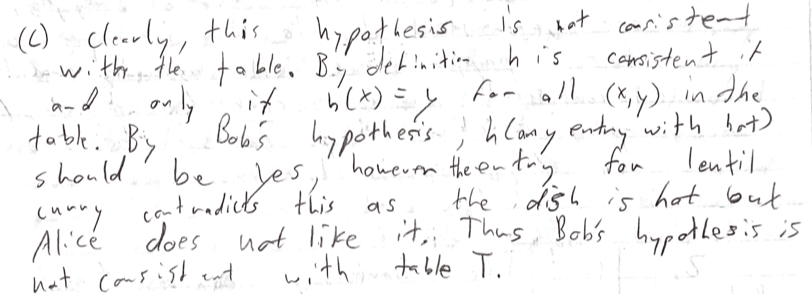 (c) Clearly, this hypothesis is not consistent
with the table. By definition h is consistent if
and only if h(x) = y for all (x,y) in the
table. By Bob's hypothesis, h(any entry with hot)
should be yes, however the entry for lentil
curry contradicts this as the dish is hot but
Alice does not like it. Thus Bob's hypothesis is
not consistent with table T.